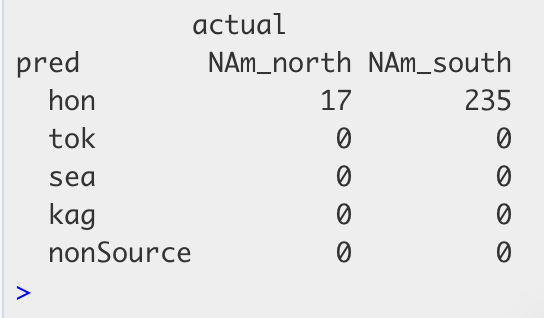 actual
pred NAm_north NAm_south
hon 17 235
tok 0 0
sea 0 0
kag 0 0
nonSource 0 0
>